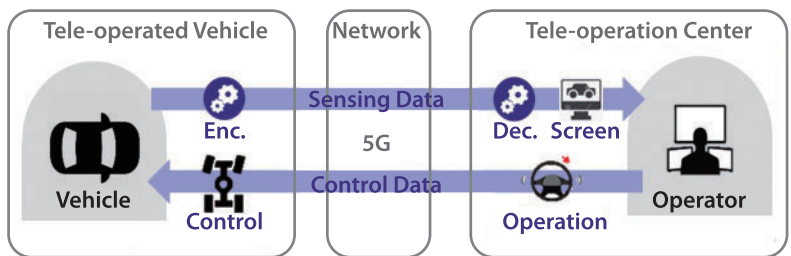 Tele-operated Vehicle
Network
Tele-operation Center
Sensing Data
Enc.
Dec.
Screen
5G
Control Data
Vehicle
Control
Operation
Operator